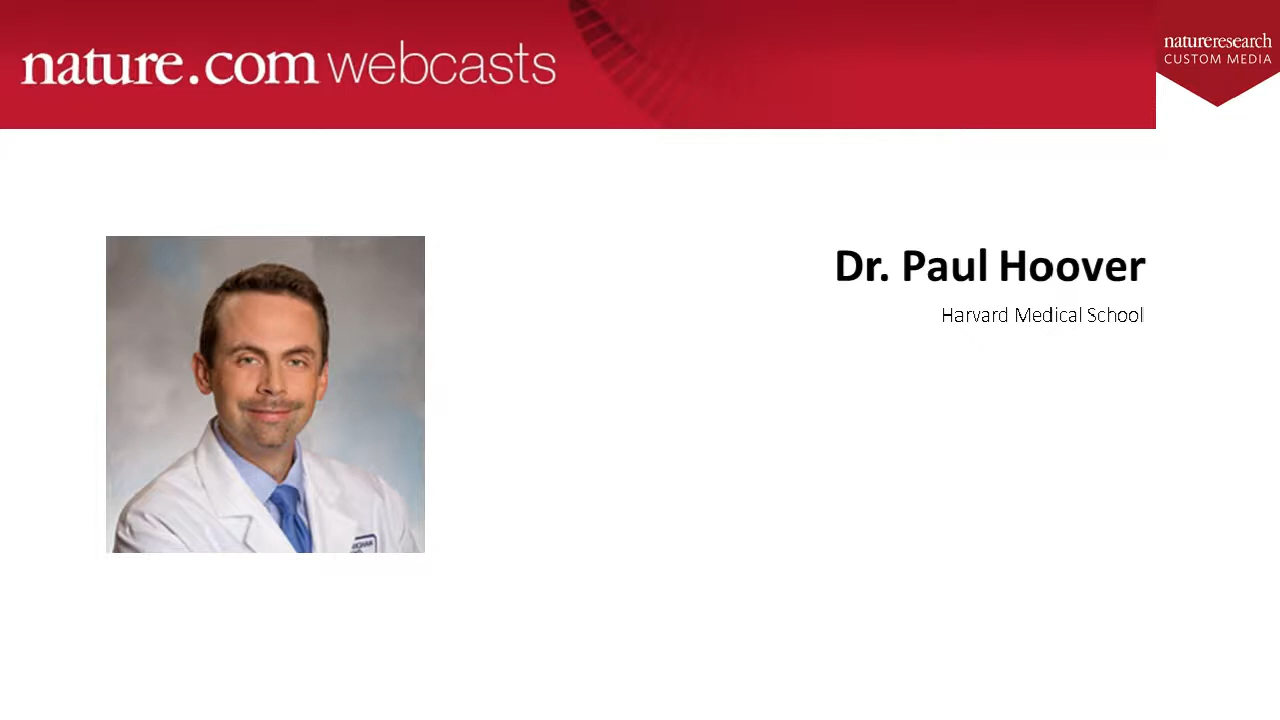 nature.com webcasts
natureresearch
CUSTOM MEDIA
Dr. Paul Hoover
Harvard Medical School